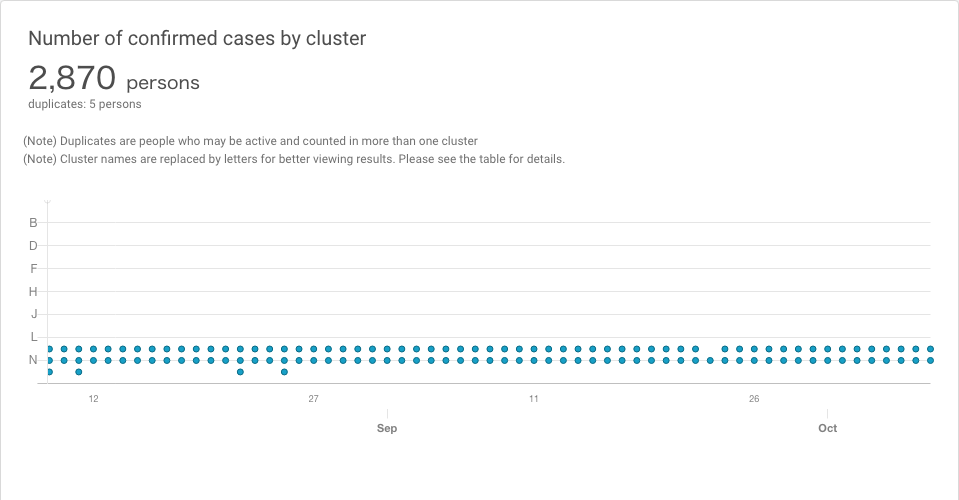 Number of confirmed cases by cluster
2,870 persons
duplicates: 5 persons
(Note) Duplicates are people who may be active and counted in more than one cluster
(Note) Cluster names are replaced by letters for better viewing results. Please see the table for details.
B
D
F
H
J
L
N
12 27 11 26
Sep Oct